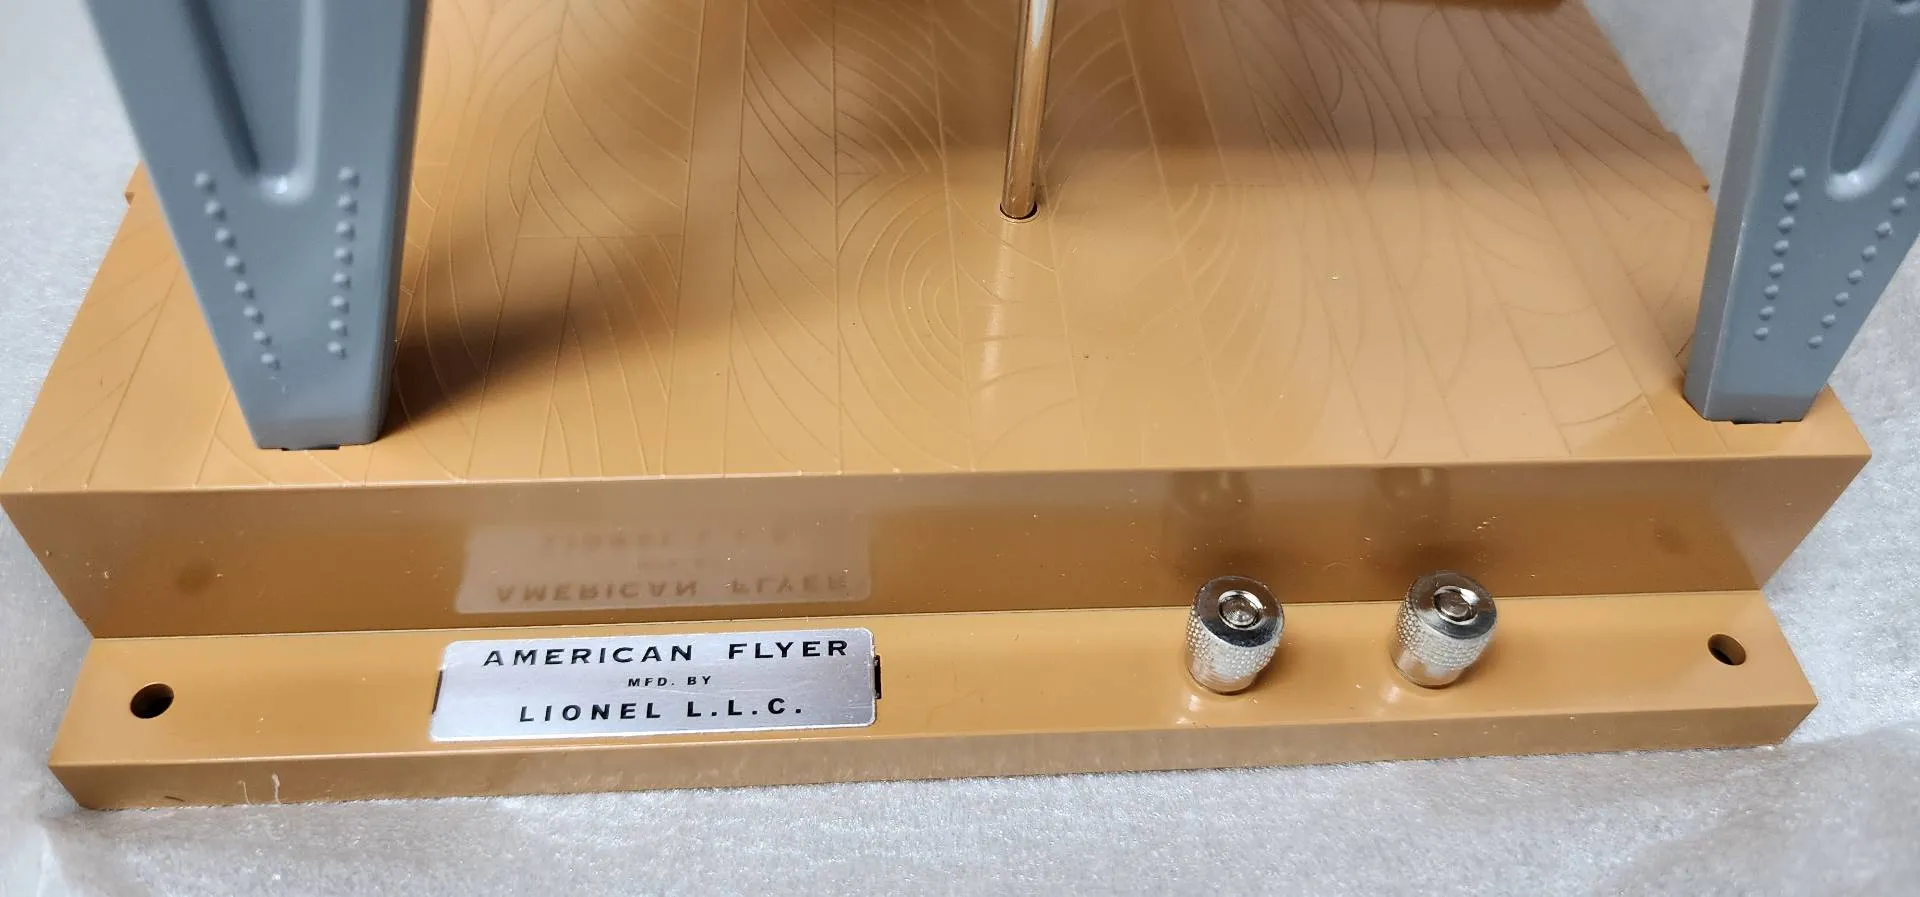 AMERICAN FLYER
MFD. BY
LIONEL L.L.C.